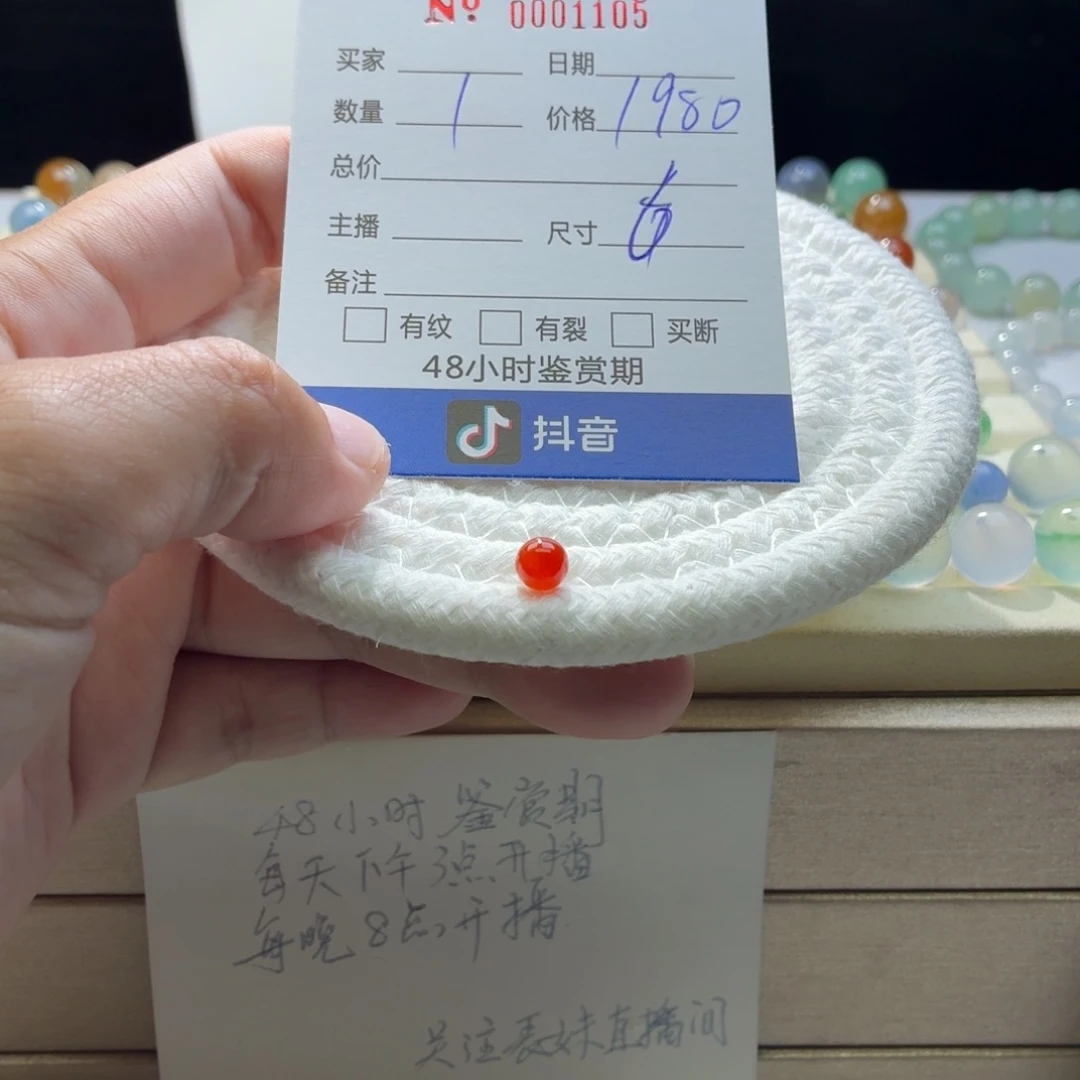 Nº 0001105
买家 日期
数量 1 价格 1980
总价
主播 尺寸 6
备注
有纹 有裂 买断
48小时鉴赏期
抖音
48小时鉴赏期
每天下午3点开播
每晚8点开播
关注表妹直播间